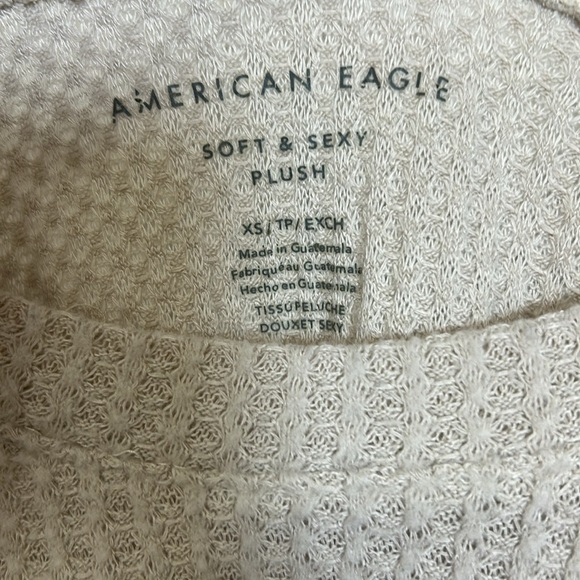 AMERICAN EAGLE
SOFT & SEXY
PLUSH
XS/TP/EXCH
Made in Guatemala
Fabriqué au Guatemala
Hecho en Guatemala
TISSU PELUCHE
DOUX ET SEXY